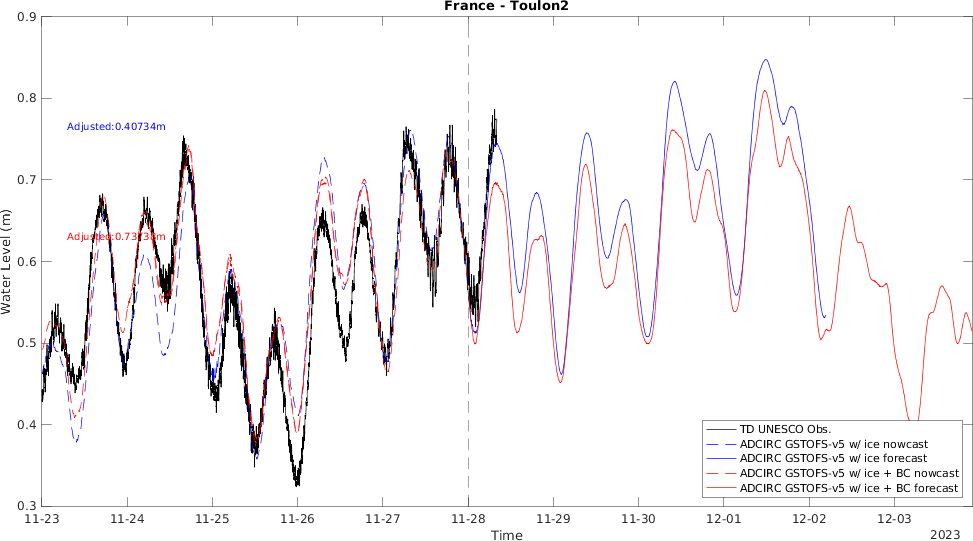 France - Toulon2
Water Level (m)
0.9
0.8
0.7
0.6
0.5
0.4
0.3
Adjusted:0.40734m
TD UNESCO Obs.
ADCIRC GSTOFS-v5 w/ ice nowcast
ADCIRC GSTOFS-v5 w/ ice forecast
ADCIRC GSTOFS-v5 w/ ice + BC nowcast
ADCIRC GSTOFS-v5 w/ ice + BC forecast
11-23 11-24 11-25 11-26 11-27 11-28 11-29 11-30 12-01 12-02 12-03
Time
2023